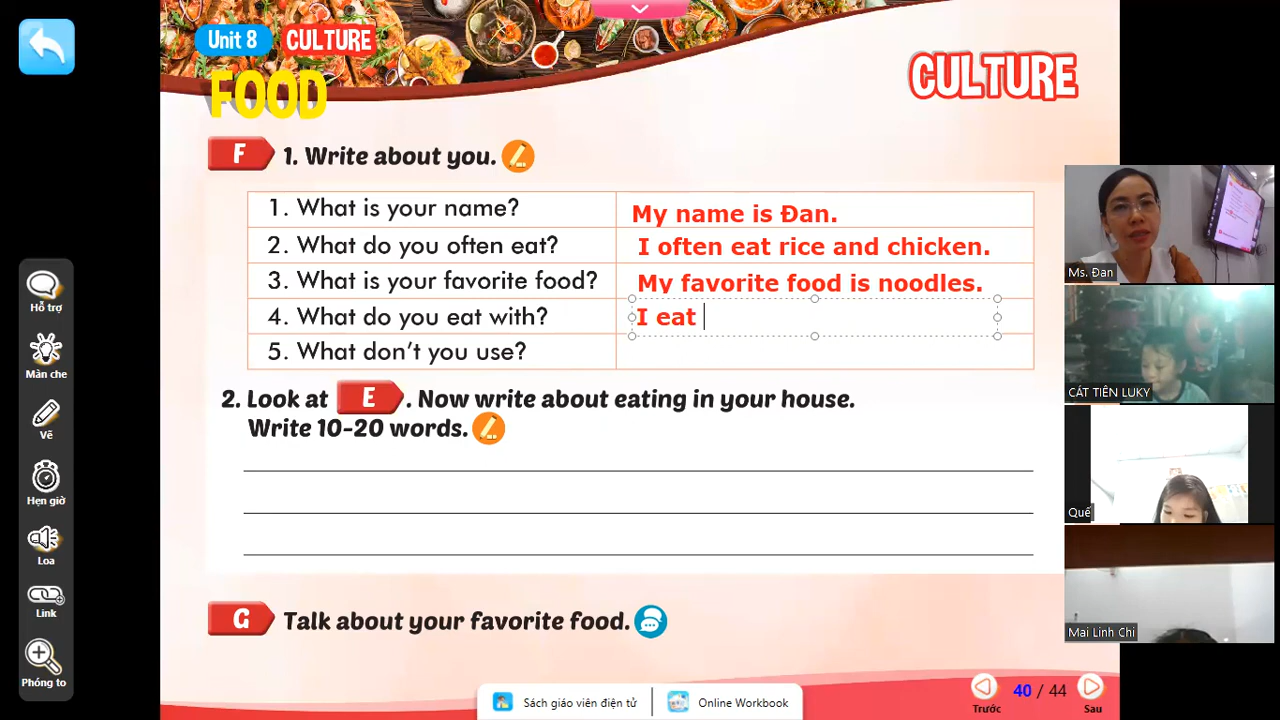 Unit 8 CULTURE
FOOD
CULTURE
F 1. Write about you.
1. What is your name? My name is Đan.
2. What do you often eat? I often eat rice and chicken.
3. What is your favorite food? My favorite food is noodles.
4. What do you eat with? I eat
5. What don't you use?
2. Look at E . Now write about eating in your house.
Write 10-20 words.
G Talk about your favorite food.
Hỗ trợ
Màn che
Vẽ
Hẹn giờ
Loa
Link
Phóng to
Ms. Đan
CÁT TIÊN LUKY
Quế
Mai Linh Chi
Sách giáo viên điện tử
Online Workbook
Trước
40 / 44
Sau